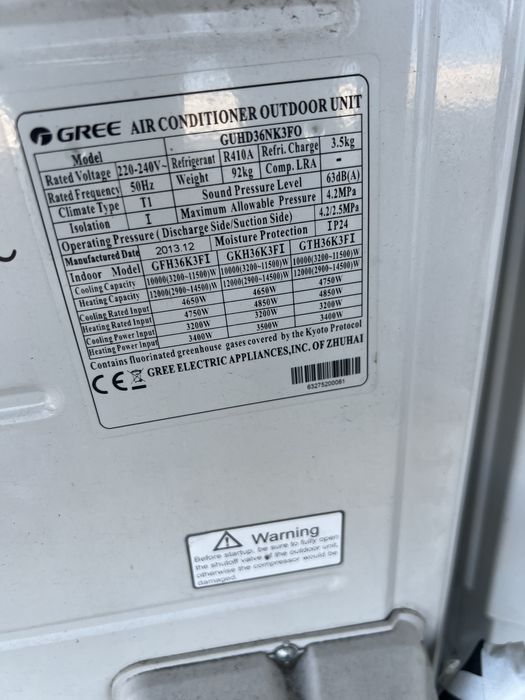 GREE AIR CONDITIONER OUTDOOR UNIT
Model GUHD36NK3FO
Rated Voltage 220-240V~ Refrigerant R410A Refri. Charge 3.5kg
Rated Frequency 50Hz Weight 92kg Comp. LRA -
Climate Type T1 Sound Pressure Level 63dB(A)
Isolation I Maximum Allowable Pressure 4.2MPa
Operating Pressure (Discharge Side/Suction Side) 4.2/2.5MPa
Manufactured Date 2013.12 Moisture Protection IP24
Indoor Model GFH36K3FI GKH36K3FI GTH36K3FI
Cooling Capacity 10000(3200~11500)W 10000(3200~11500)W 10000(3200~11500)W
Heating Capacity 12000(2900~14500)W 12000(2900~14500)W 12000(2900~14500)W
Cooling Rated Input 4650W 4650W 4750W
Heating Rated Input 4750W 4850W 4850W
Cooling Power Input 3200W 3200W 3200W
Heating Power Input 3400W 3500W 3400W
Contains fluorinated greenhouse gases covered by the Kyoto Protocol
CE GREE ELECTRIC APPLIANCES,INC. OF ZHUHAI
63275200061
Warning
Before startup, be sure to fully open
the shutoff valve of the outdoor unit,
otherwise the compressor would be
damaged.